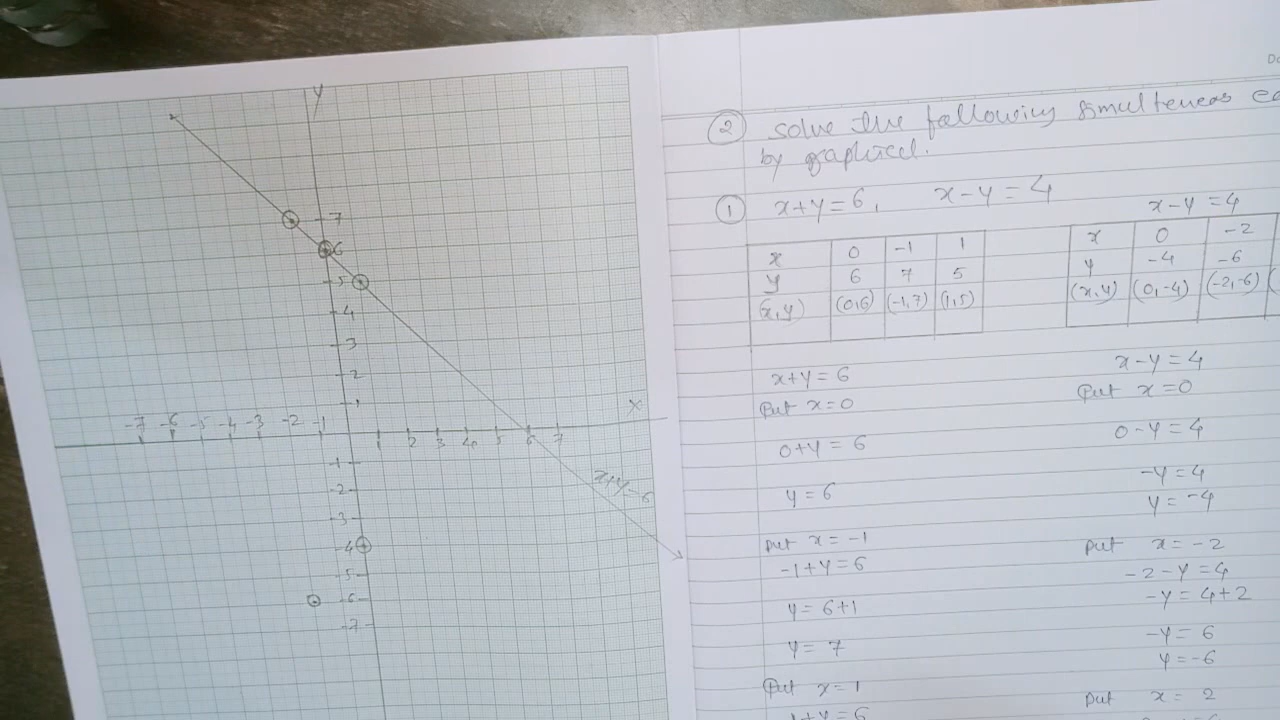 Y
7
6
5
4
3
2
1
-7 -6 -5 -4 -3 -2 -1
X
1 2 3 4 5 6 7
-1
-2
-3
-4
-5
-6
-7
x+y=6
② solve the following simulteneos
by graphical.
① x+y=6, x-y=4
x 0 -1 1
y 6 7 5
(x,y) (0,6) (-1,7) (1,5)
x-y=4
x 0 -2
y -4 -6
(x,y) (0,-4) (-2,-6)
x+y=6
Put x=0
0+y=6
y=6
Put x=-1
-1+y=6
y=6+1
y=7
Put x=1
1+y=6
x-y=4
Put x=0
0-y=4
-y=4
y=-4
Put x=-2
-2-y=4
-y=4+2
-y=6
y=-6
Put x=2